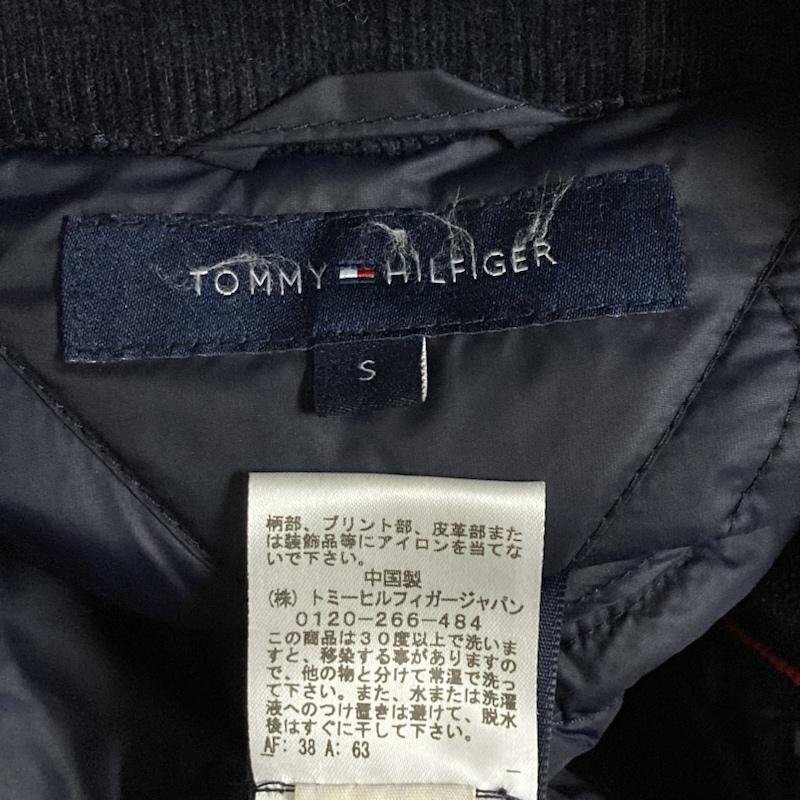 TOMMY HILFIGER
S
柄部、プリント部、皮革部また
は装飾品等にアイロンを当てな
いで下さい。
中国製
(株) トミーヒルフィガージャパン
0120-266-484
この商品は30度以上で洗いま
すと、移染する事がありますの
で、他の物と分けて常温で洗っ
て下さい。また、水または洗濯
液へのつけ置きは避けて、脱水
後はすぐに干して下さい。
AF: 38 A: 63